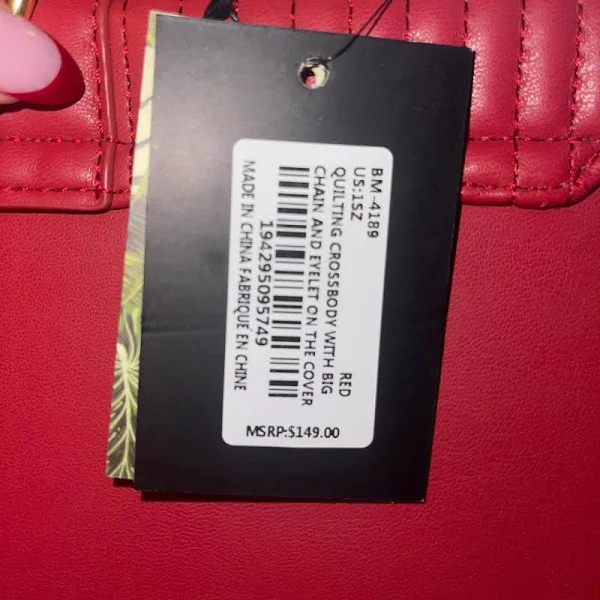 BM-4189 RED
US:1SZ
QUILTING CROSSBODY WITH BIG
CHAIN AND EYELET ON THE COVER
194295095749
MADE IN CHINA FABRIQUE EN CHINE
MSRP:$149.00